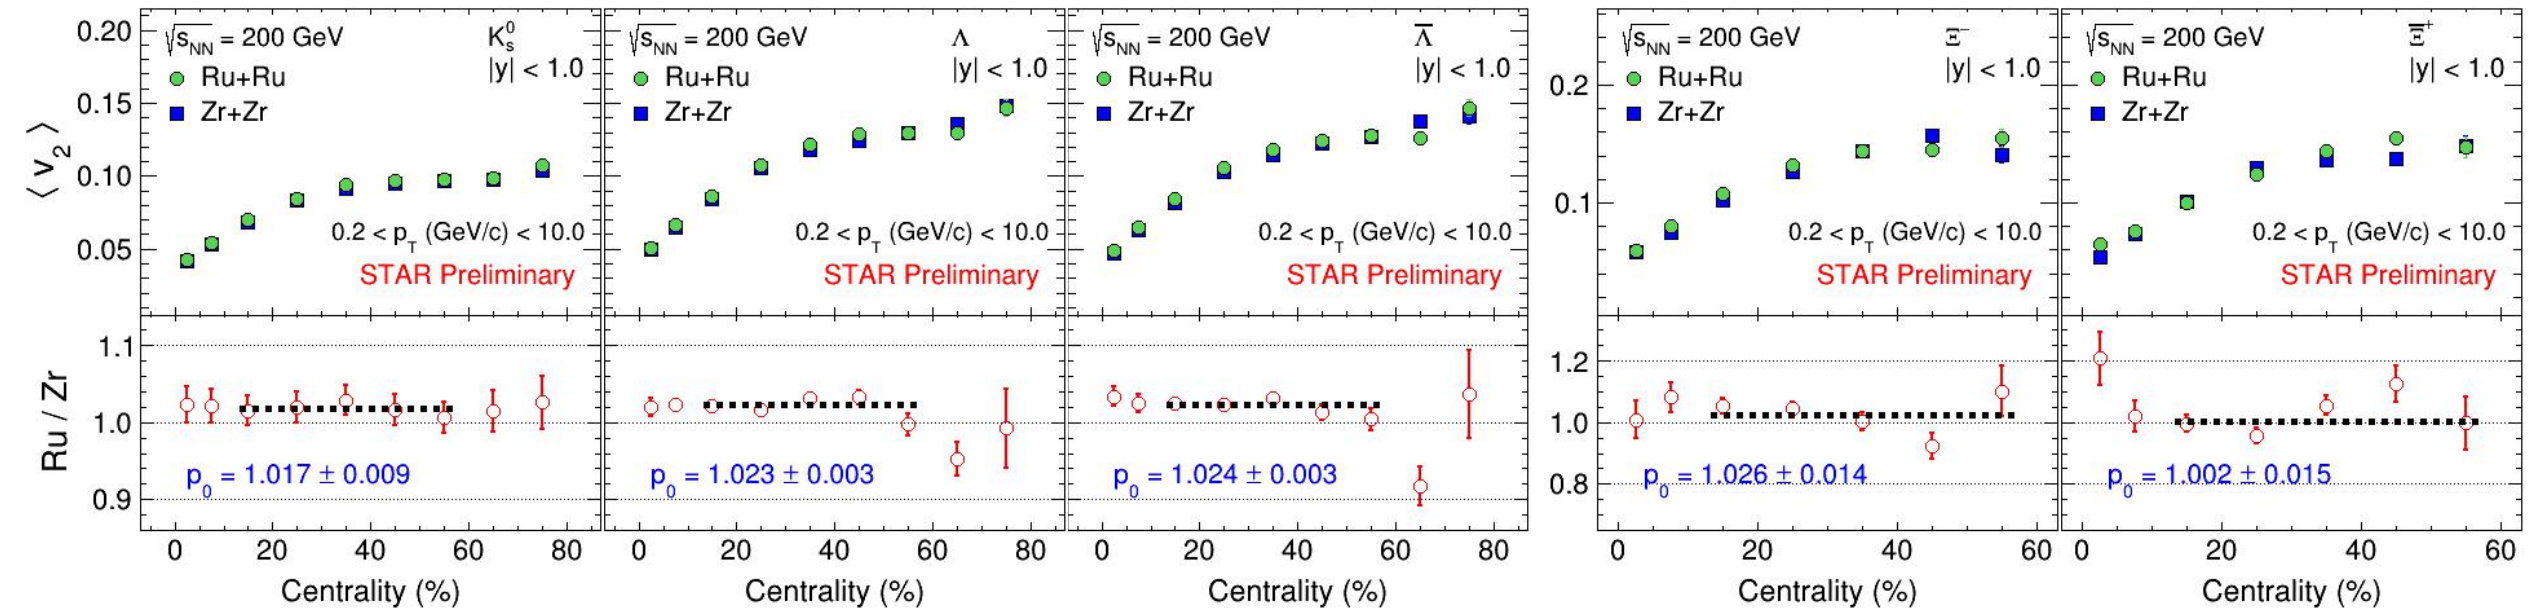 ⟨ v₂ ⟩
0.20
0.15
0.10
0.05
√sNN = 200 GeV
K⁰s
Ru+Ru
|y| < 1.0
Zr+Zr
0.2 < pT (GeV/c) < 10.0
STAR Preliminary
√sNN = 200 GeV
Λ
Ru+Ru
|y| < 1.0
Zr+Zr
0.2 < pT (GeV/c) < 10.0
STAR Preliminary
√sNN = 200 GeV
Λ̅
Ru+Ru
|y| < 1.0
Zr+Zr
0.2 < pT (GeV/c) < 10.0
STAR Preliminary
0.2
0.1
√sNN = 200 GeV
Ξ⁻
Ru+Ru
|y| < 1.0
Zr+Zr
0.2 < pT (GeV/c) < 10.0
STAR Preliminary
√sNN = 200 GeV
Ξ̅⁺
Ru+Ru
|y| < 1.0
Zr+Zr
0.2 < pT (GeV/c) < 10.0
STAR Preliminary
Ru / Zr
1.1
1.0
0.9
p₀ = 1.017 ± 0.009
p₀ = 1.023 ± 0.003
p₀ = 1.024 ± 0.003
1.2
1.0
0.8
p₀ = 1.026 ± 0.014
p₀ = 1.002 ± 0.015
0 20 40 60 80
0 20 40 60 80
0 20 40 60 80
0 20 40 60
0 20 40 60
Centrality (%)
Centrality (%)
Centrality (%)
Centrality (%)
Centrality (%)